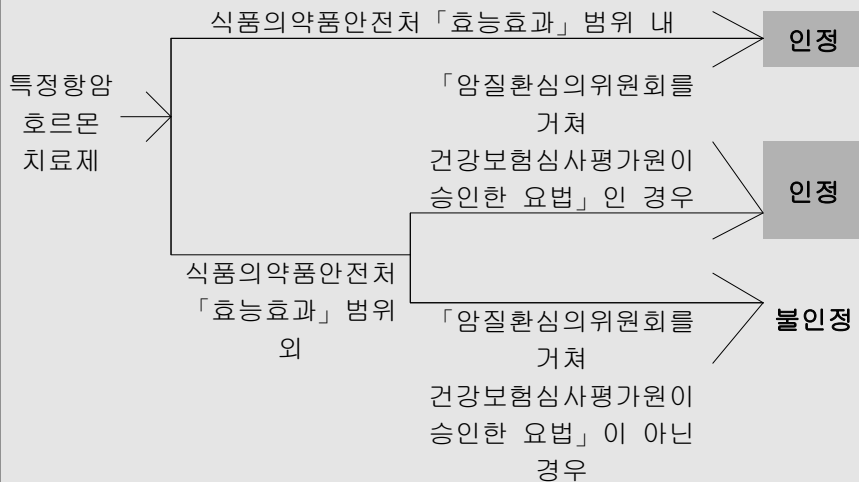 식품의약품안전처「효능효과」범위 내
인정
특정항암
호르몬
치료제
「암질환심의위원회를
거쳐
건강보험심사평가원이
승인한 요법」인 경우
인정
식품의약품안전처
「효능효과」범위
외
「암질환심의위원회를
거쳐
건강보험심사평가원이
승인한 요법」이 아닌
경우
불인정